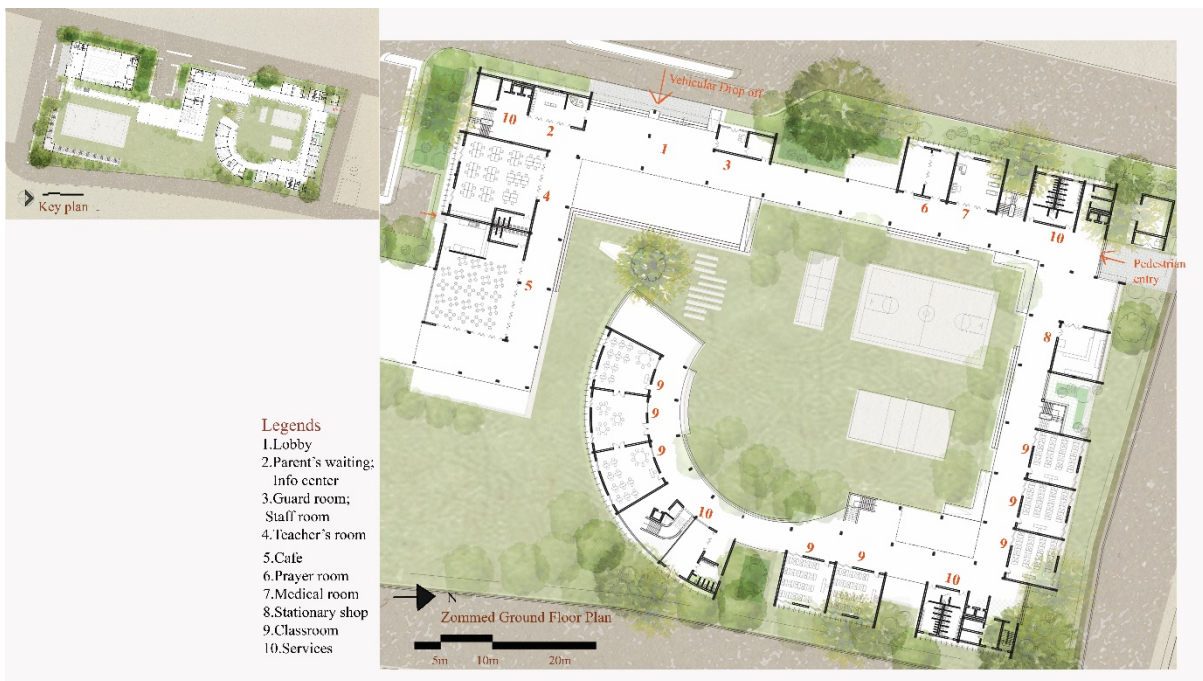 Key plan
Vehicular Drop off
10
2
1
3
4
6
7
10
Pedestrian
entry
5
8
9
9
9
10
9
9
9
9
9
10
Legends
1.Lobby
2.Parent's waiting;
Info center
3.Guard room;
Staff room
4.Teacher's room
5.Cafe
6.Prayer room
7.Medical room
8.Stationary shop
9.Classroom
10.Services
N
Zommed Ground Floor Plan
5m 10m 20m